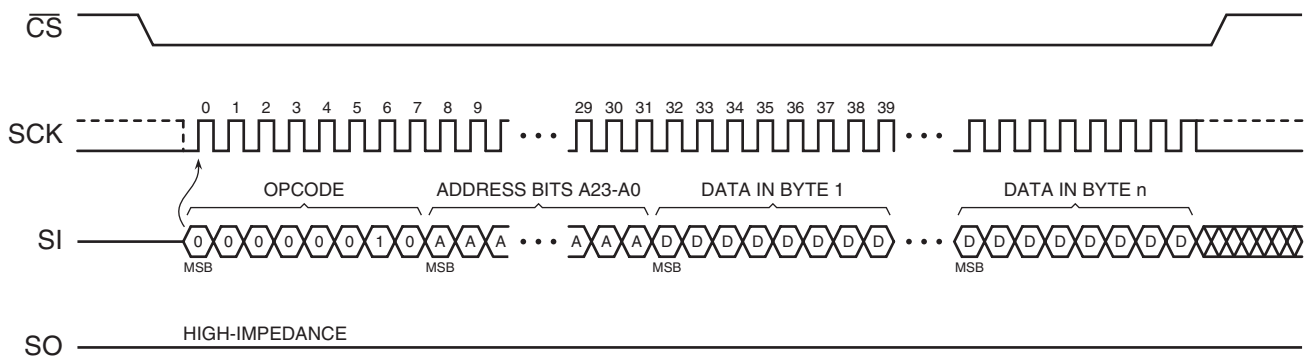 CS
0 1 2 3 4 5 6 7 8 9 29 30 31 32 33 34 35 36 37 38 39
SCK
OPCODE ADDRESS BITS A23-A0 DATA IN BYTE 1 DATA IN BYTE n
SI 0 0 0 0 0 0 1 0 A A A A A A D D D D D D D D D D D D D D D D
MSB MSB MSB MSB
HIGH-IMPEDANCE
SO